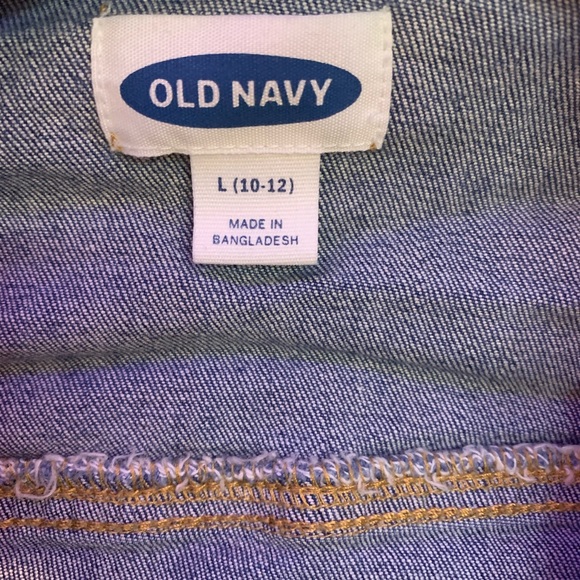 OLD NAVY
L (10-12)
MADE IN
BANGLADESH